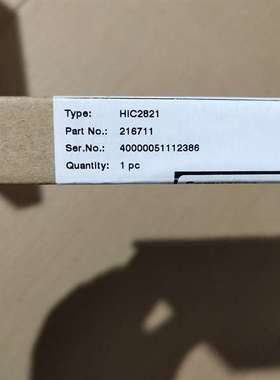 Type: HIC2821
Part No.: 216711
Ser.No.: 40000051112386
Quantity: 1 pc